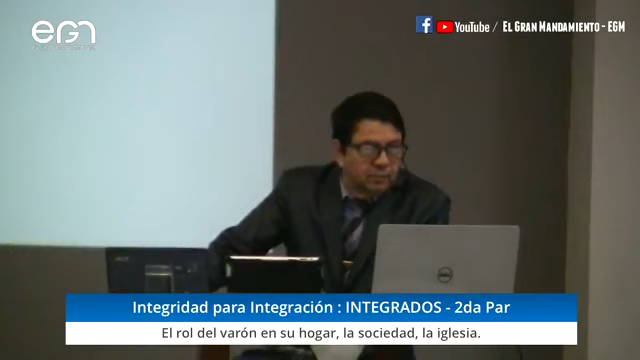 EGM
YouTube / EL GRAN MANDAMIENTO - EGM
DELL
Integridad para Integración : INTEGRADOS - 2da Par
El rol del varón en su hogar, la sociedad, la iglesia.